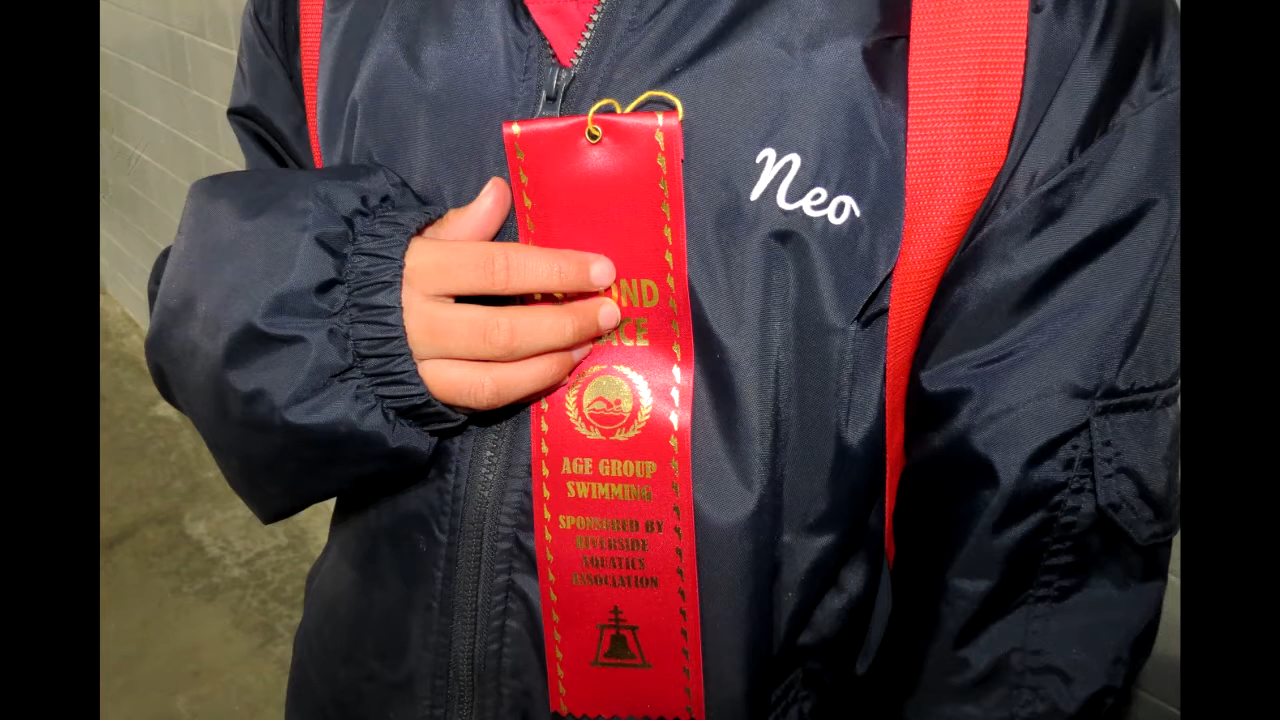 Neo
AGE GROUP
SWIMMING
SPONSORED BY
RIVERSIDE
AQUATICS
ASSOCIATION